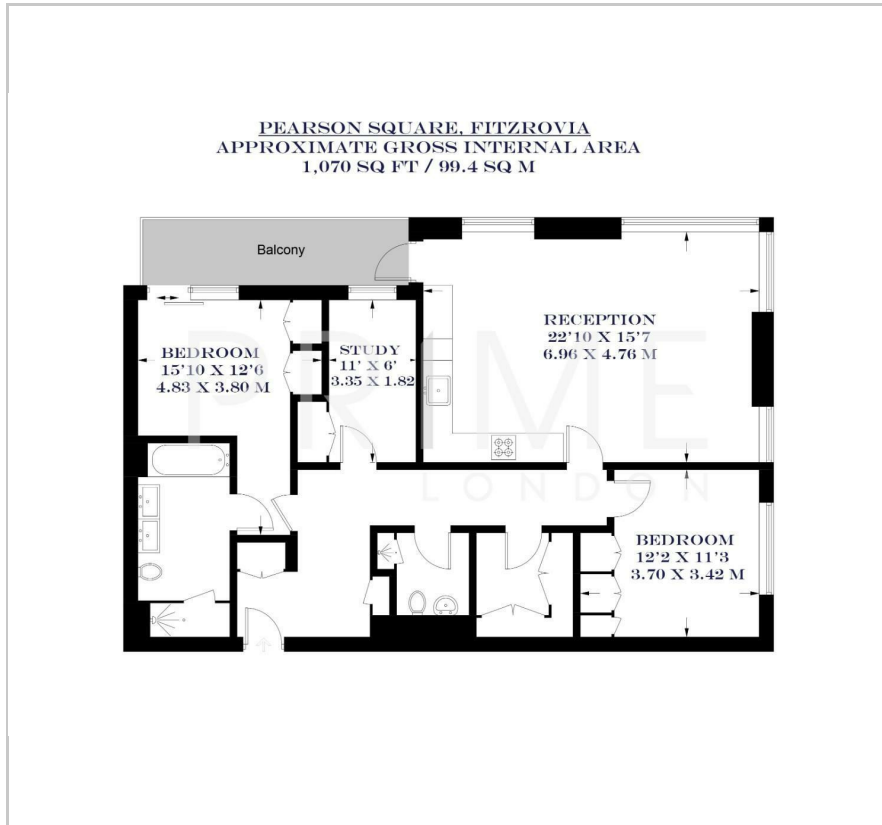 PEARSON SQUARE, FITZROVIA
APPROXIMATE GROSS INTERNAL AREA
1,070 SQ FT / 99.4 SQ M
Balcony
RECEPTION
22'10 X 15'7
6.96 X 4.76 M
BEDROOM
15'10 X 12'6
4.83 X 3.80 M
STUDY
11' X 6'
3.35 X 1.82
PRIME
LONDON
BEDROOM
12'2 X 11'3
3.70 X 3.42 M